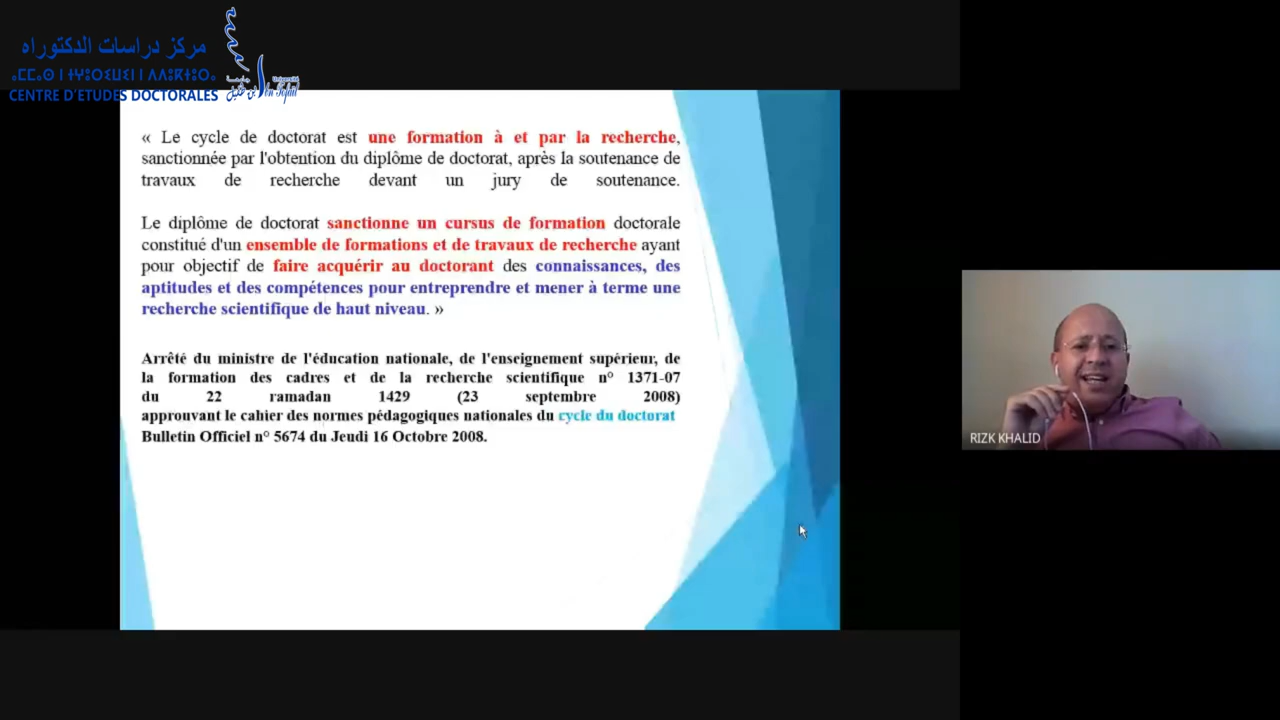 مركز دراسات الدكتوراه
CENTRE D'ETUDES DOCTORALES
Université
Ibn Tofail
« Le cycle de doctorat est une formation à et par la recherche,
sanctionnée par l'obtention du diplôme de doctorat, après la soutenance de
travaux de recherche devant un jury de soutenance.
Le diplôme de doctorat sanctionne un cursus de formation doctorale
constitué d'un ensemble de formations et de travaux de recherche ayant
pour objectif de faire acquérir au doctorant des connaissances, des
aptitudes et des compétences pour entreprendre et mener à terme une
recherche scientifique de haut niveau. »
Arrêté du ministre de l'éducation nationale, de l'enseignement supérieur, de
la formation des cadres et de la recherche scientifique n° 1371-07
du 22 ramadan 1429 (23 septembre 2008)
approuvant le cahier des normes pédagogiques nationales du cycle du doctorat
Bulletin Officiel n° 5674 du Jeudi 16 Octobre 2008.
RIZK KHALID